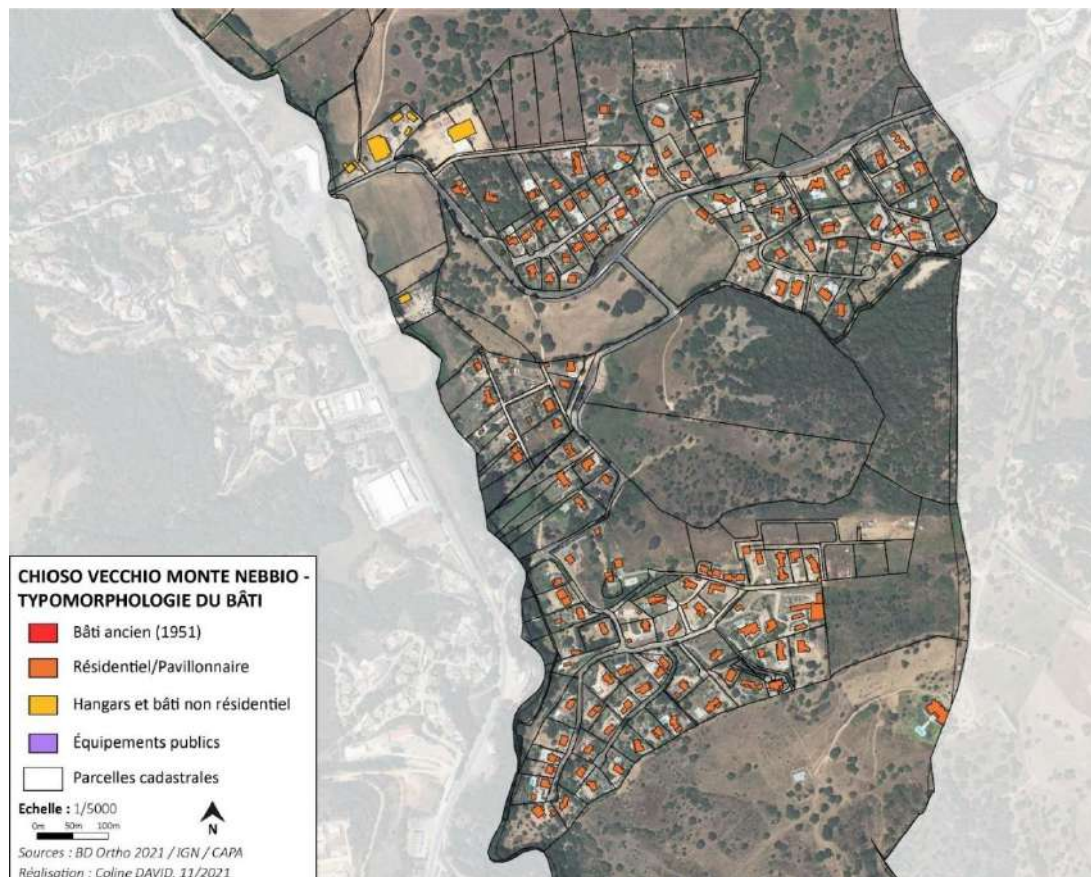 CHIOSO VECCHIO MONTE NEBBIO -
TYPOMORPHOLOGIE DU BÂTI
Bâti ancien (1951)
Résidentiel/Pavillonnaire
Hangars et bâti non résidentiel
Équipements publics
Parcelles cadastrales
Echelle : 1/5000
0m 50m 100m
N
Sources : BD Ortho 2021 / IGN / CAPA
Réalisation : Coline DAVID, 11/2021